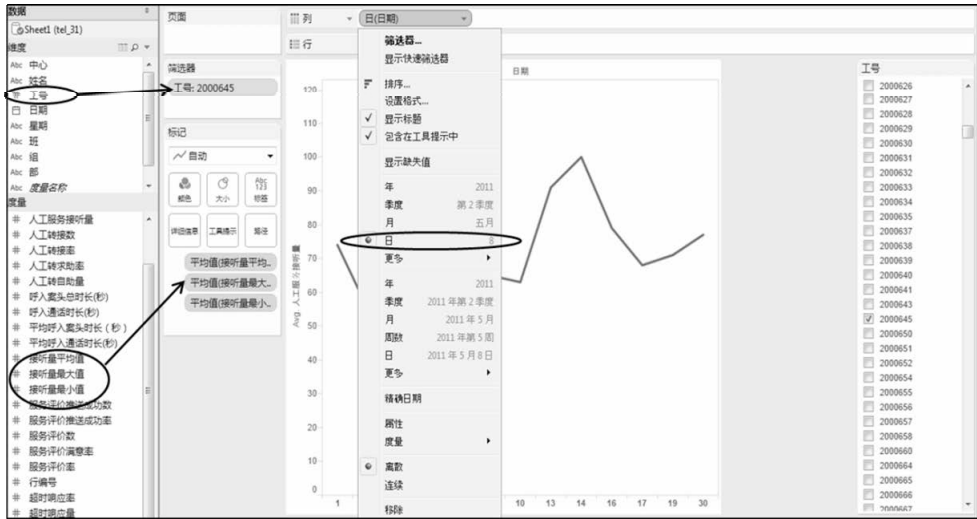 数据
Sheet1 (tel_31)
维度
Abc 中心
Abc 姓名
工号
日期
Abc 星期
Abc 班
Abc 组
Abc 部
Abc 度量名称
度量
# 人工服务接听量
# 人工转接数
# 人工转接率
# 人工转求助率
# 人工转自助量
# 呼入案头总时长(秒)
# 呼入通话时长(秒)
# 平均呼入案头时长(秒)
# 平均呼入通话时长(秒)
# 接听量平均值
# 接听量最大值
# 接听量最小值
# 服务评价推送成功数
# 服务评价推送成功率
# 服务评价数
# 服务评价满意率
# 服务评价率
# 行编号
# 超时响应率
# 超时响应量
页面
筛选器
工号: 2000645
标记
自动
颜色
大小
Abc 123
标签
详细信息
工具提示
路径
平均值(接听量平均..
平均值(接听量最大..
平均值(接听量最小..
列
日(日期)
行
筛选器...
显示快速筛选器
排序...
设置格式...
显示标题
包含在工具提示中
显示缺失值
年 2011
季度 第 2 季度
月 五月
日 8
更多
年 2011
季度 2011 年第 2 季度
月 2011 年 5 月
周数 2011 年第 5 周
日 2011 年 5 月 8 日
更多
精确日期
属性
度量
离散
连续
移除
日期
Avg. 人工服务接听量
120
110
100
90
80
70
60
50
40
30
20
10
0
1
10 13 14 16 17 19 30
工号
2000626
2000627
2000628
2000629
2000630
2000631
2000632
2000633
2000634
2000635
2000637
2000638
2000639
2000640
2000641
2000643
2000645
2000650
2000651
2000652
2000654
2000655
2000656
2000657
2000658
2000660
2000664
2000665
2000666
2000667